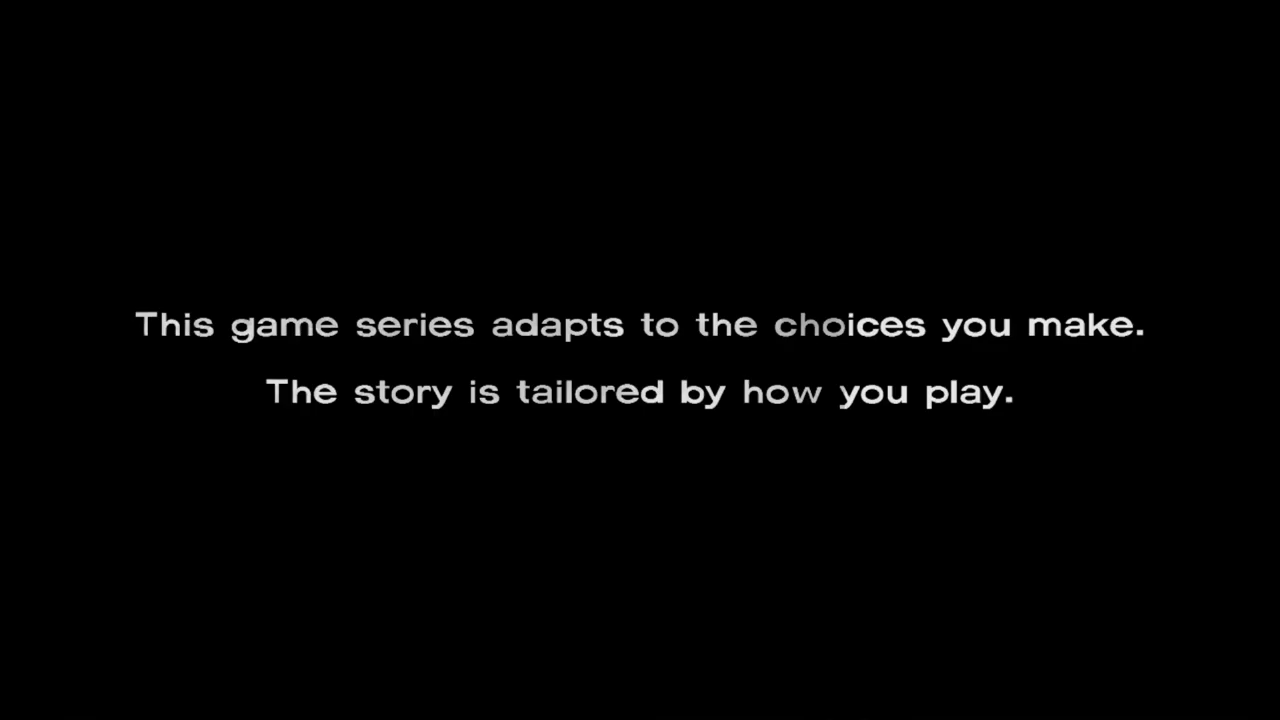 This game series adapts to the choices you make.
The story is tailored by how you play.